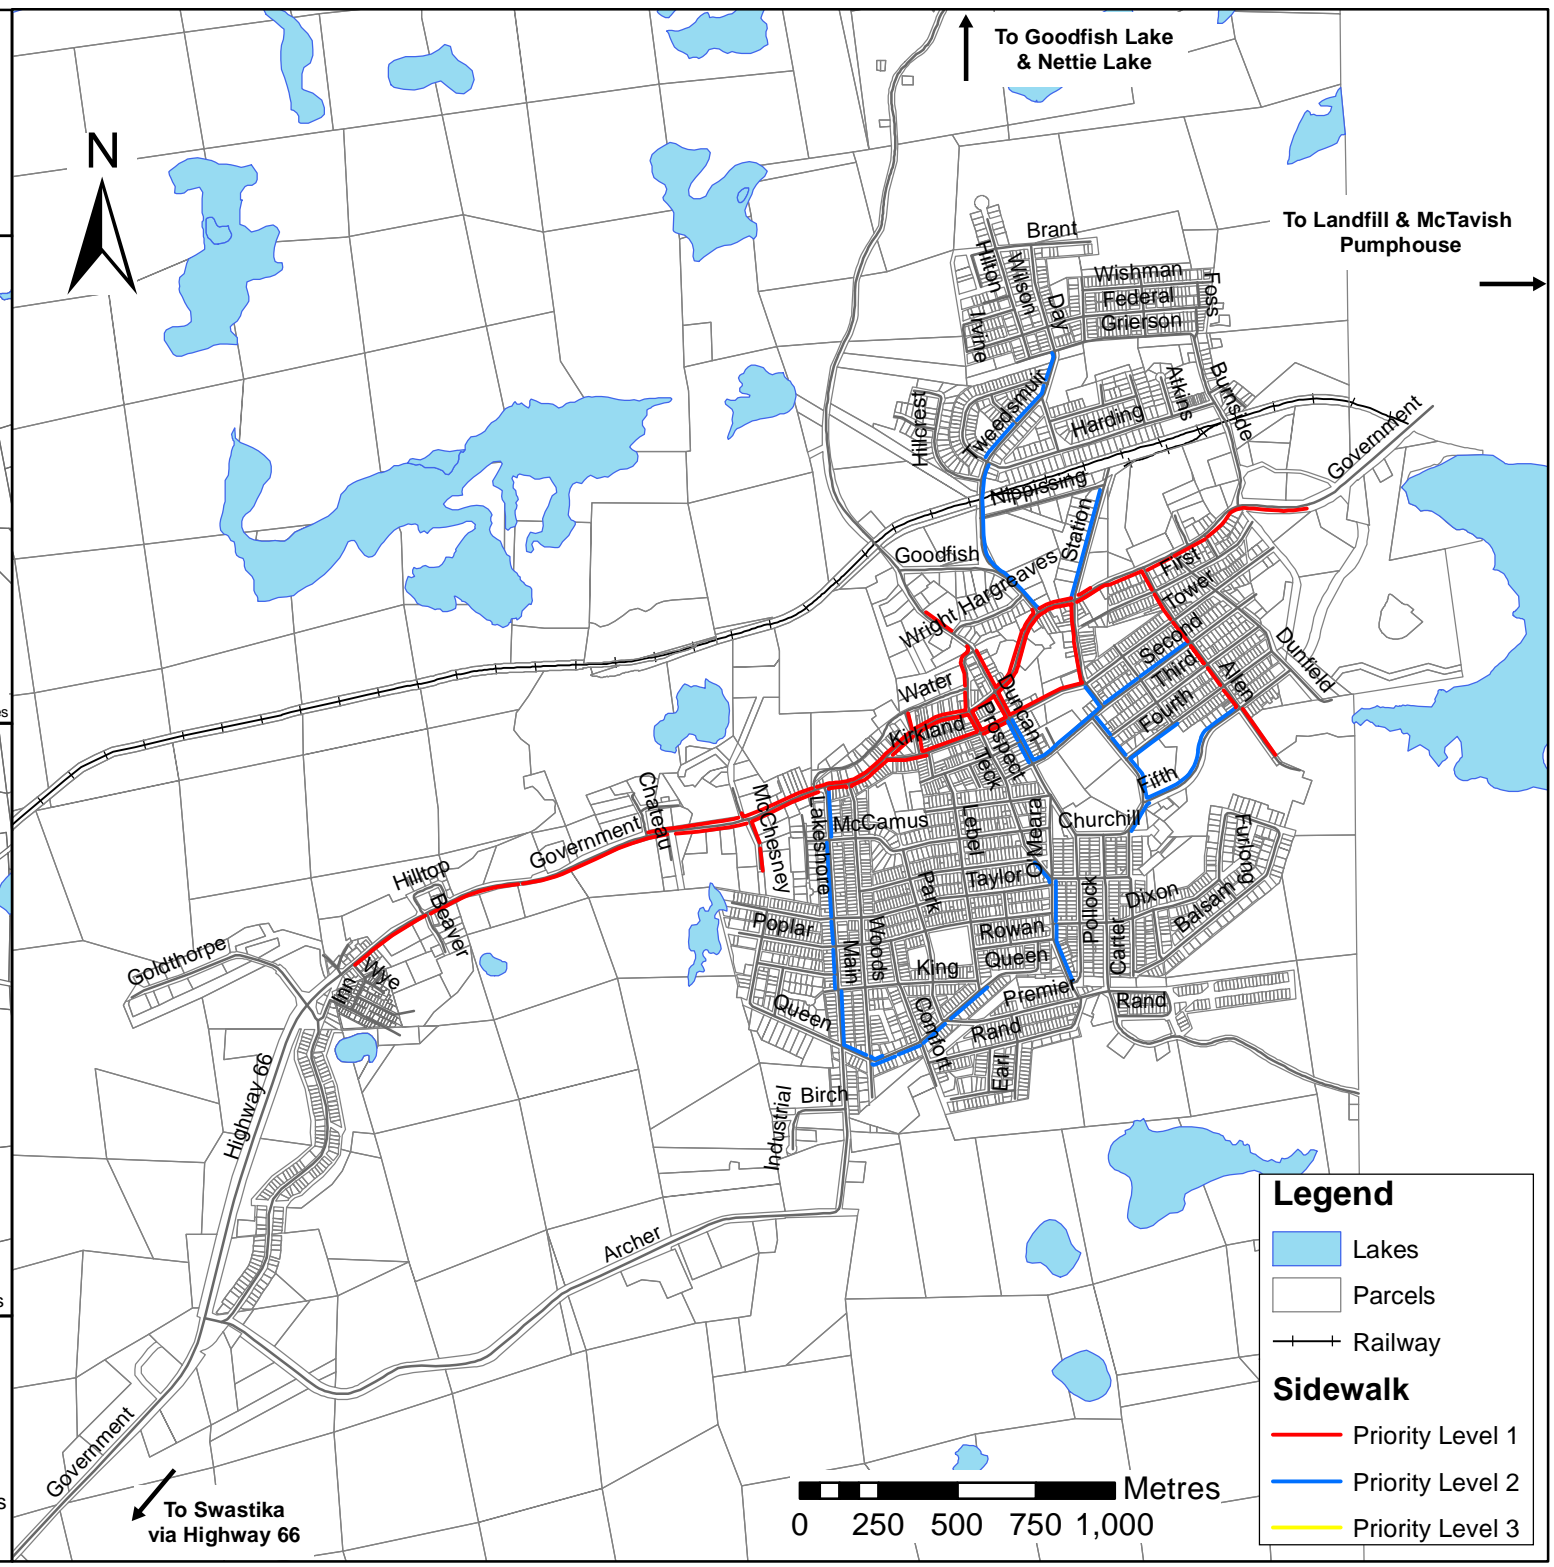 To Goodfish Lake
& Nettie Lake
N
To Landfill & McTavish
Pumphouse
Brant
Hilton
Wilson
Wishman
Foss
Federal
Day
Grierson
Irvine
Tweedsmuir
Atkins
Burnside
Hillcrest
Harding
Government
Nippissing
Station
Goodfish
First
Wright Hargreaves
Tower
Second
Dunfield
Third
Water
Duncan
Allen
Fourth
Prospect
Kirkland
Teck
Fifth
Chateau
McChesney
Lakeshore
McCamus
Lebel
O'Meara
Churchill
Furlong
Government
Hilltop
Beaver
Park
Taylor
Pollock
Dixon
Balsam
Poplar
Woods
Main
Rowan
Carter
Goldthorpe
Wye
Inn
King
Queen
Premier
Rand
Queen
Comfort
Rand
Earl
Highway 66
Birch
Industrial
Archer
Government
To Swastika
via Highway 66
Legend
Lakes
Parcels
Railway
Sidewalk
Priority Level 1
Priority Level 2
Priority Level 3
Metres
0 250 500 750 1,000